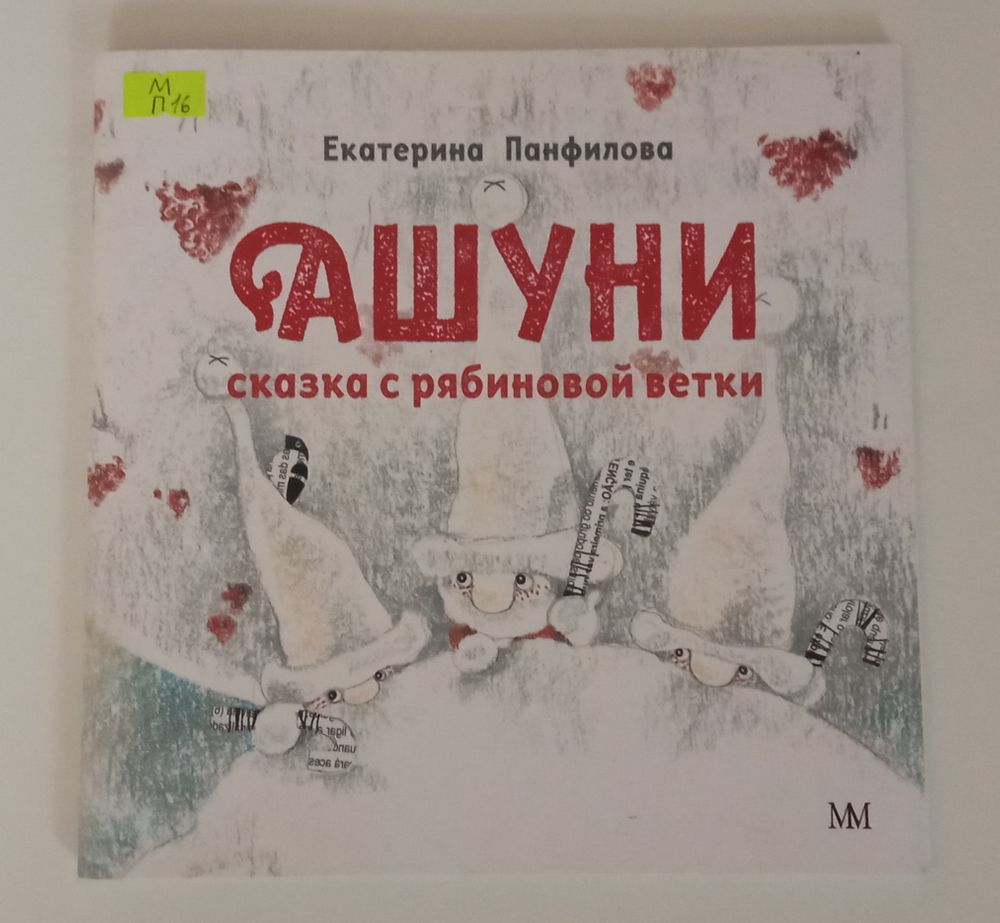 М
П16
Екатерина Панфилова
АШУНИ
сказка с рябиновой ветки
ММ